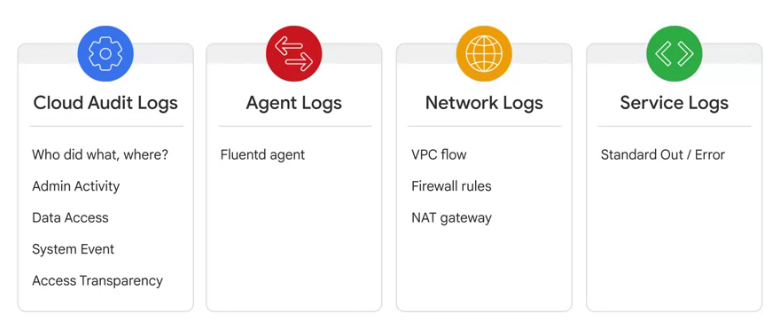 Cloud Audit Logs
Who did what, where?
Admin Activity
Data Access
System Event
Access Transparency
Agent Logs
Fluentd agent
Network Logs
VPC flow
Firewall rules
NAT gateway
Service Logs
Standard Out / Error